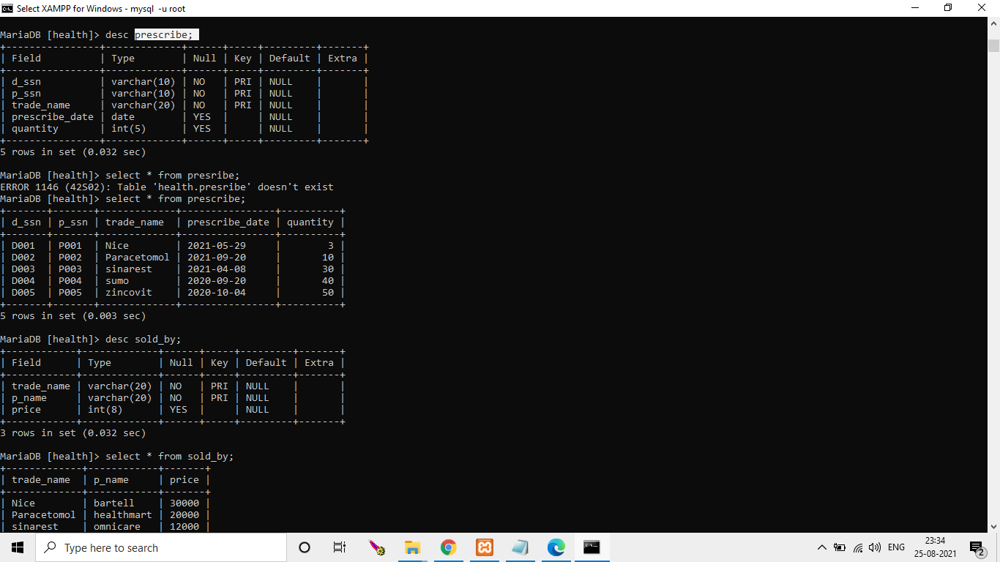 Select XAMPP for Windows - mysql  -u root
MariaDB [health]> desc prescribe;
+----------------+-------------+------+-----+---------+-------+
| Field          | Type        | Null | Key | Default | Extra |
+----------------+-------------+------+-----+---------+-------+
| d_ssn          | varchar(10) | NO   | PRI | NULL    |       |
| p_ssn          | varchar(10) | NO   | PRI | NULL    |       |
| trade_name     | varchar(20) | NO   | PRI | NULL    |       |
| prescribe_date | date        | YES  |     | NULL    |       |
| quantity       | int(5)      | YES  |     | NULL    |       |
+----------------+-------------+------+-----+---------+-------+
5 rows in set (0.032 sec)
MariaDB [health]> select * from presribe;
ERROR 1146 (42S02): Table 'health.presribe' doesn't exist
MariaDB [health]> select * from prescribe;
+-------+-------+-------------+----------------+----------+
| d_ssn | p_ssn | trade_name  | prescribe_date | quantity |
+-------+-------+-------------+----------------+----------+
| D001  | P001  | Nice        | 2021-05-29     |        3 |
| D002  | P002  | Paracetomol | 2021-09-20     |       10 |
| D003  | P003  | sinarest    | 2021-04-08     |       30 |
| D004  | P004  | sumo        | 2020-09-20     |       40 |
| D005  | P005  | zincovit    | 2020-10-04     |       50 |
+-------+-------+-------------+----------------+----------+
5 rows in set (0.003 sec)
MariaDB [health]> desc sold_by;
+------------+-------------+------+-----+---------+-------+
| Field      | Type        | Null | Key | Default | Extra |
+------------+-------------+------+-----+---------+-------+
| trade_name | varchar(20) | NO   | PRI | NULL    |       |
| p_name     | varchar(20) | NO   | PRI | NULL    |       |
| price      | int(8)      | YES  |     | NULL    |       |
+------------+-------------+------+-----+---------+-------+
3 rows in set (0.032 sec)
MariaDB [health]> select * from sold_by;
+-------------+------------+-------+
| trade_name  | p_name     | price |
+-------------+------------+-------+
| Nice        | bartell    | 30000 |
| Paracetomol | healthmart | 20000 |
| sinarest    | omnicare   | 12000 |
Type here to search
ENG
23:34
25-08-2021
2